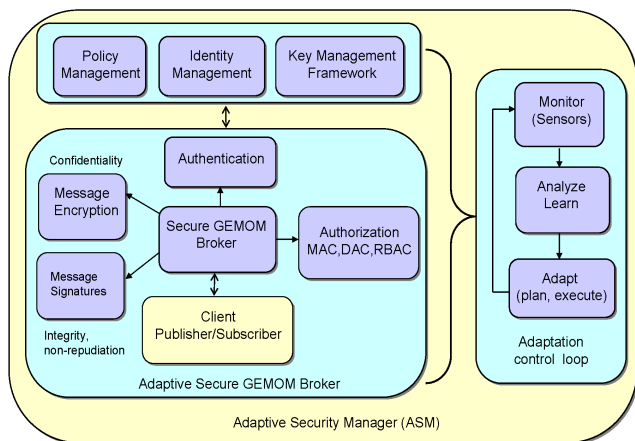 Policy
Management
Identity
Management
Key Management
Framework
Monitor
(Sensors)
Analyze
Learn
Adapt
(plan, execute)
Adaptation
control loop
Authentication
Confidentiality
Message
Encryption
Secure GEMOM
Broker
Authorization
MAC,DAC,RBAC
Message
Signatures
Integrity,
non-repudiation
Client
Publisher/Subscriber
Adaptive Secure GEMOM Broker
Adaptive Security Manager (ASM)